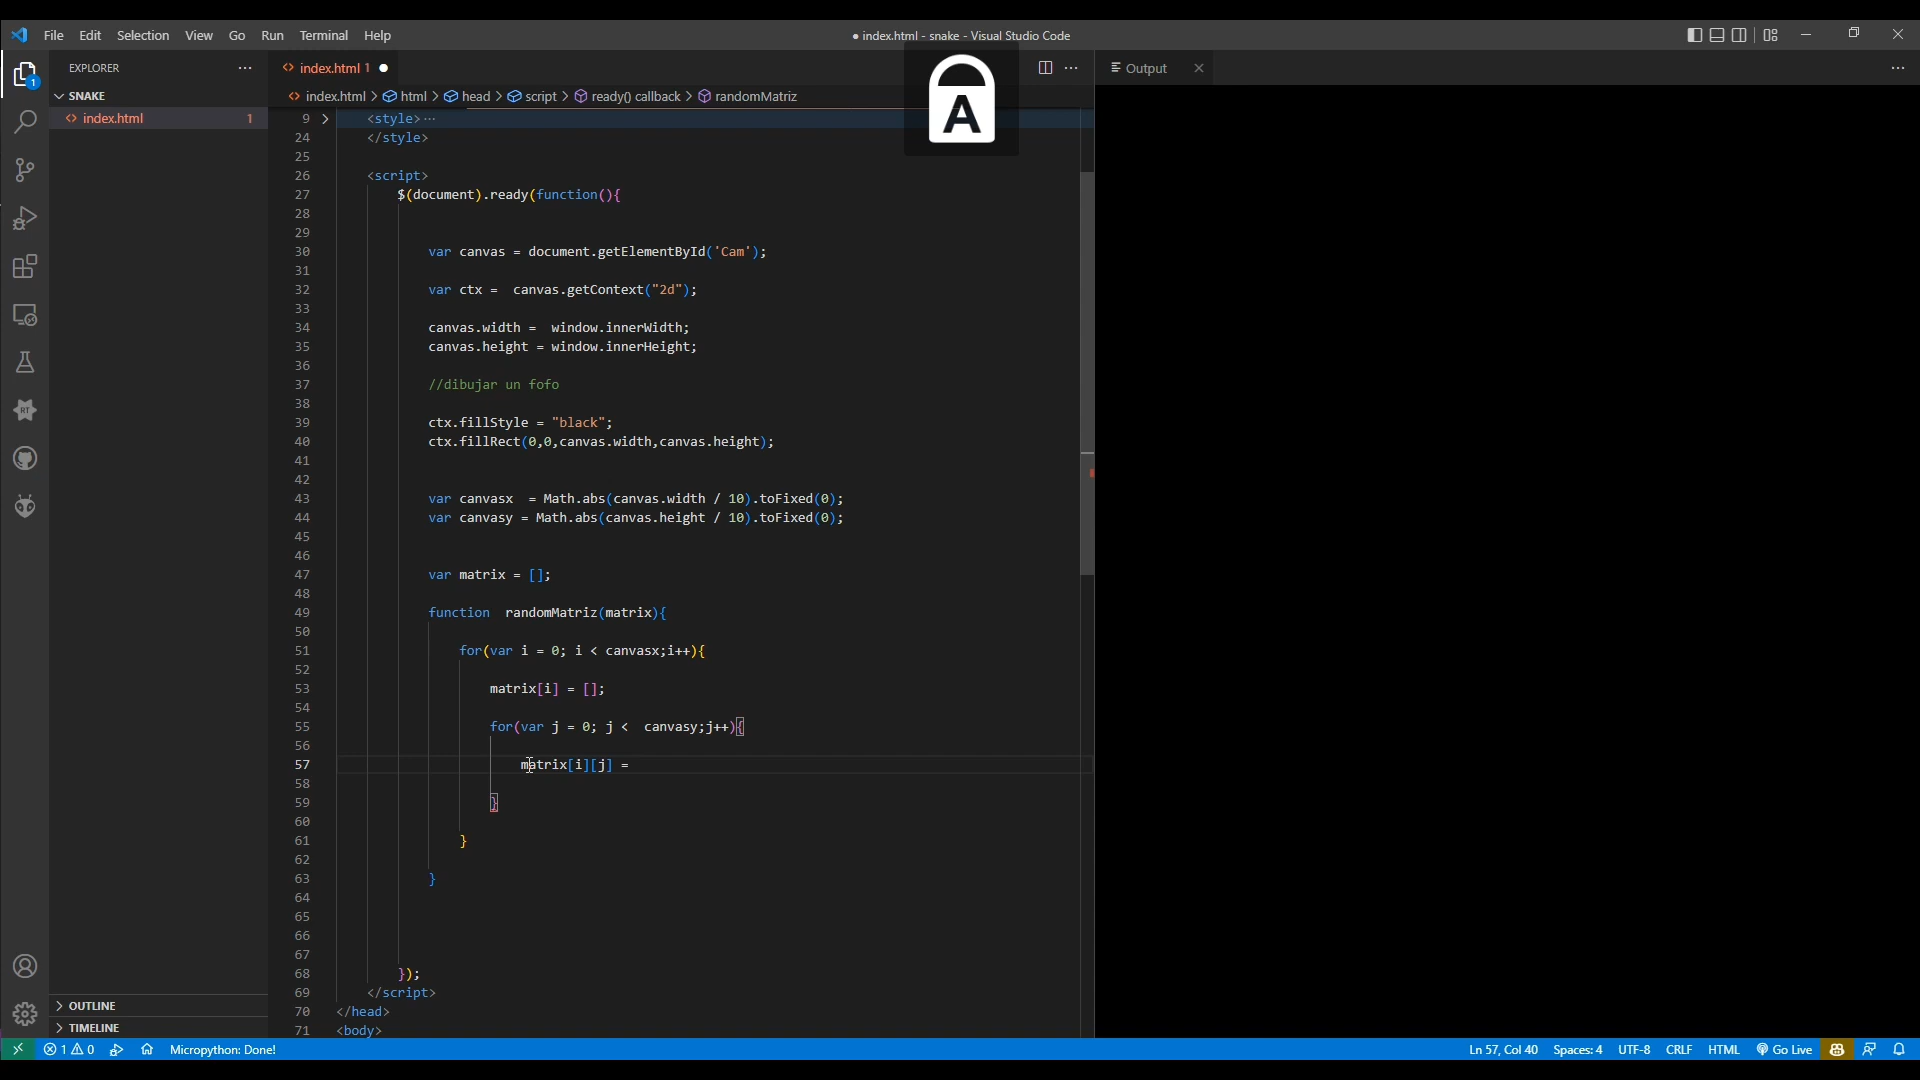 File Edit Selection View Go Run Terminal Help
● index.html - snake - Visual Studio Code
EXPLORER
SNAKE
index.html 1
1
index.html 1
Output
index.html > html > head > script > ready() callback > randomMatriz
A
9 <style>
24 </style>
25
26 <script>
27 $(document).ready(function(){
28
29
30 var canvas = document.getElementById('Cam');
31
32 var ctx =  canvas.getContext("2d");
33
34 canvas.width =  window.innerWidth;
35 canvas.height = window.innerHeight;
36
37 //dibujar un fofo
38
39 ctx.fillStyle = "black";
40 ctx.fillRect(0,0,canvas.width,canvas.height);
41
42
43 var canvasx  = Math.abs(canvas.width / 10).toFixed(0);
44 var canvasy = Math.abs(canvas.height / 10).toFixed(0);
45
46
47 var matrix = [];
48
49 function  randomMatriz(matrix){
50
51 for(var i = 0; i < canvasx;i++){
52
53 matrix[i] = [];
54
55 for(var j = 0; j <  canvasy;j++){
56
57 matrix[i][j] =
58
59 }
60
61 }
62
63 }
64
65
66
67
68 });
69 </script>
70 </head>
71 <body>
RT
OUTLINE
TIMELINE
1 0 Micropython: Done!
Ln 57, Col 40 Spaces: 4 UTF-8 CRLF HTML Go Live